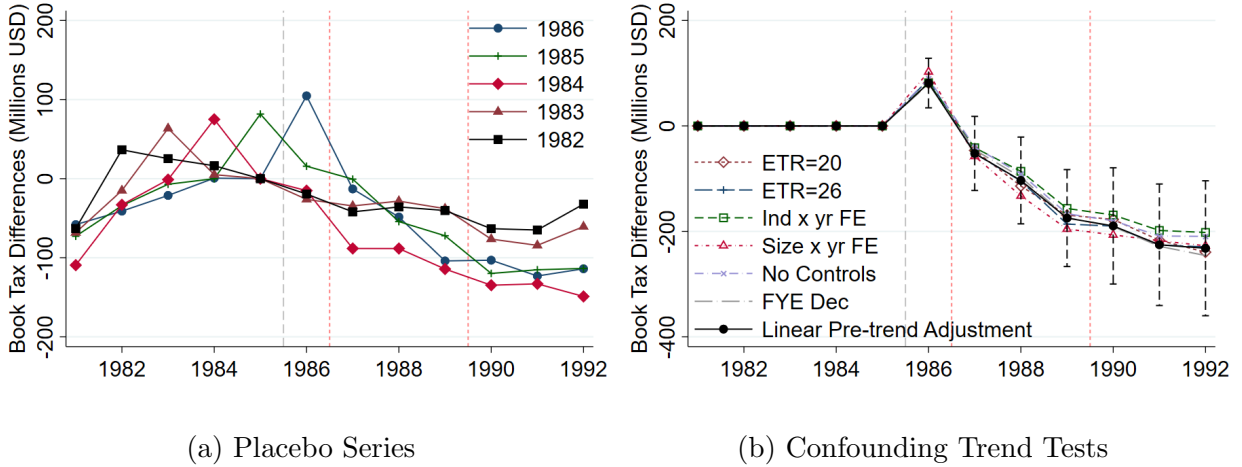 Book Tax Differences (Millions USD)
200
100
0
-100
-200
1982 1984 1986 1988 1990 1992
1986
1985
1984
1983
1982
(a) Placebo Series
Book Tax Differences (Millions USD)
200
0
-200
-400
1982 1984 1986 1988 1990 1992
ETR=20
ETR=26
Ind x yr FE
Size x yr FE
No Controls
FYE Dec
Linear Pre-trend Adjustment
(b) Confounding Trend Tests